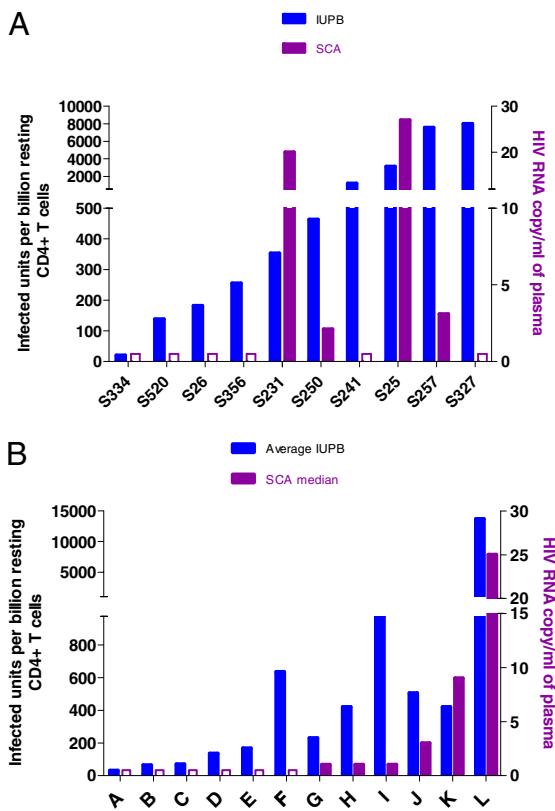 A
IUPB
SCA
10000
8000
6000
4000
2000
500
400
300
200
100
0
30
20
10
5
0
Infected units per billion resting
CD4+ T cells
HIV RNA copy/ml of plasma
S334
S520
S26
S356
S231
S250
S241
S25
S257
S327
B
Average IUPB
SCA median
15000
10000
5000
800
600
400
200
0
30
25
20
15
10
5
0
Infected units per billion resting
CD4+ T cells
HIV RNA copy/ml of plasma
A
B
C
D
E
F
G
H
I
J
K
L